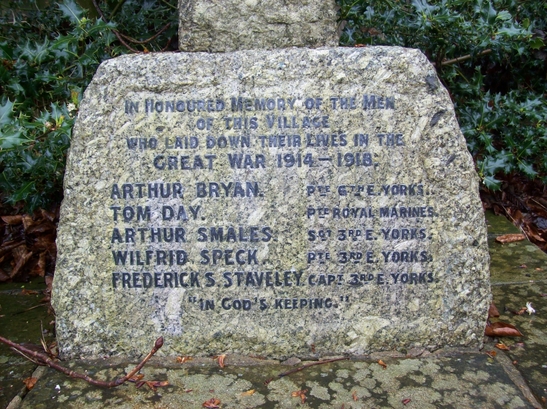 IN HONOURED MEMORY OF THE MEN
OF THIS VILLAGE
WHO LAID DOWN THEIR LIVES IN THE
GREAT WAR 1914-1918.
ARTHUR BRYAN. PTE 6TH E. YORKS.
TOM DAY. PTE ROYAL MARINES.
ARTHUR SMALES SGT 3RD E. YORKS.
WILFRID SPECK. PTE 3RD E. YORKS.
FREDERICK S. STAVELEY CAPT 3RD E. YORKS.
"IN GOD'S KEEPING."